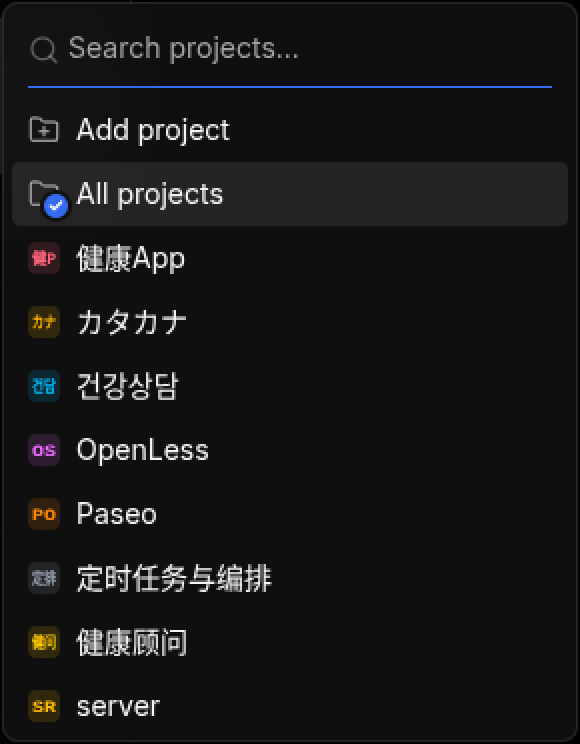 Search projects...
Add project
All projects
健P 健康App
カナ カタカナ
건담 건강상담
OS OpenLess
PO Paseo
定排 定时任务与编排
健问 健康顾问
SR server